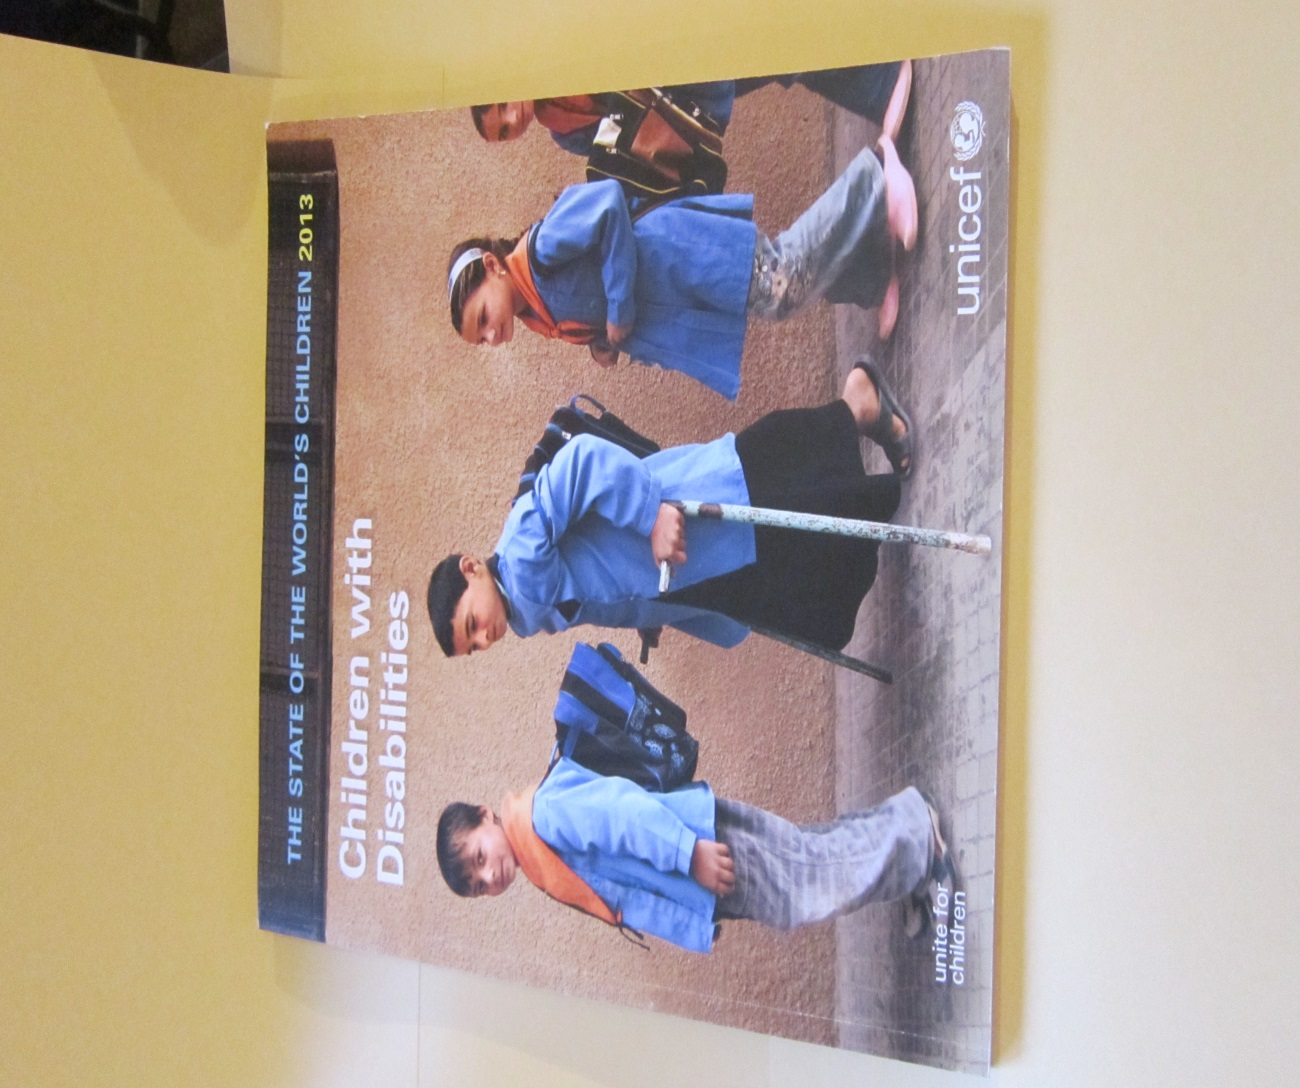 THE STATE OF THE WORLD'S CHILDREN 2013
Children with
Disabilities
unite for
children
unicef